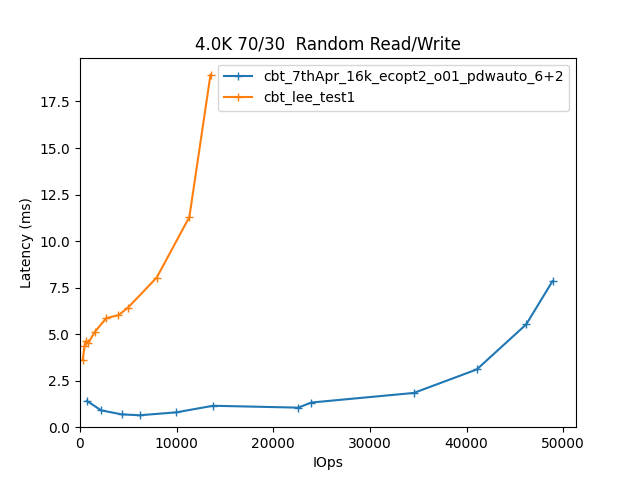 4.0K 70/30  Random Read/Write
cbt_7thApr_16k_ecopt2_o01_pdwauto_6+2
cbt_lee_test1
Latency (ms)
17.5
15.0
12.5
10.0
7.5
5.0
2.5
0.0
0 10000 20000 30000 40000 50000
IOps